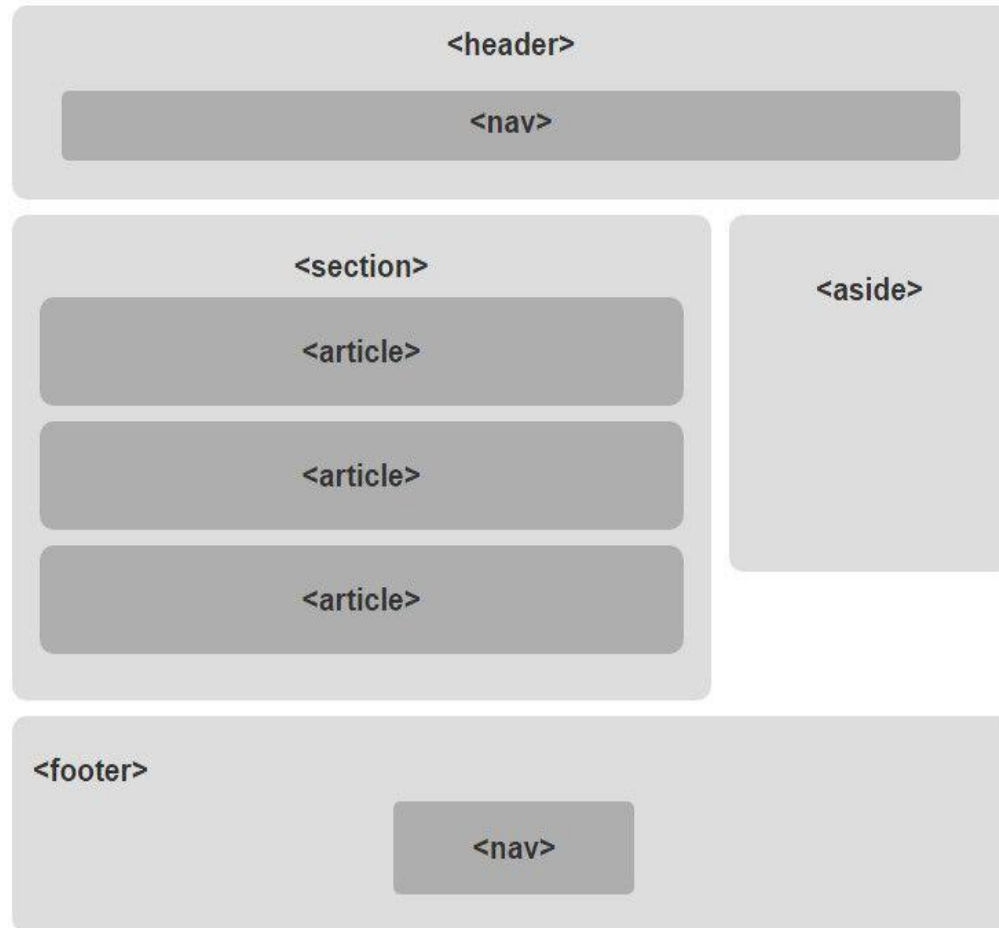 <header>
<nav>
<section>
<article>
<article>
<article>
<aside>
<footer>
<nav>